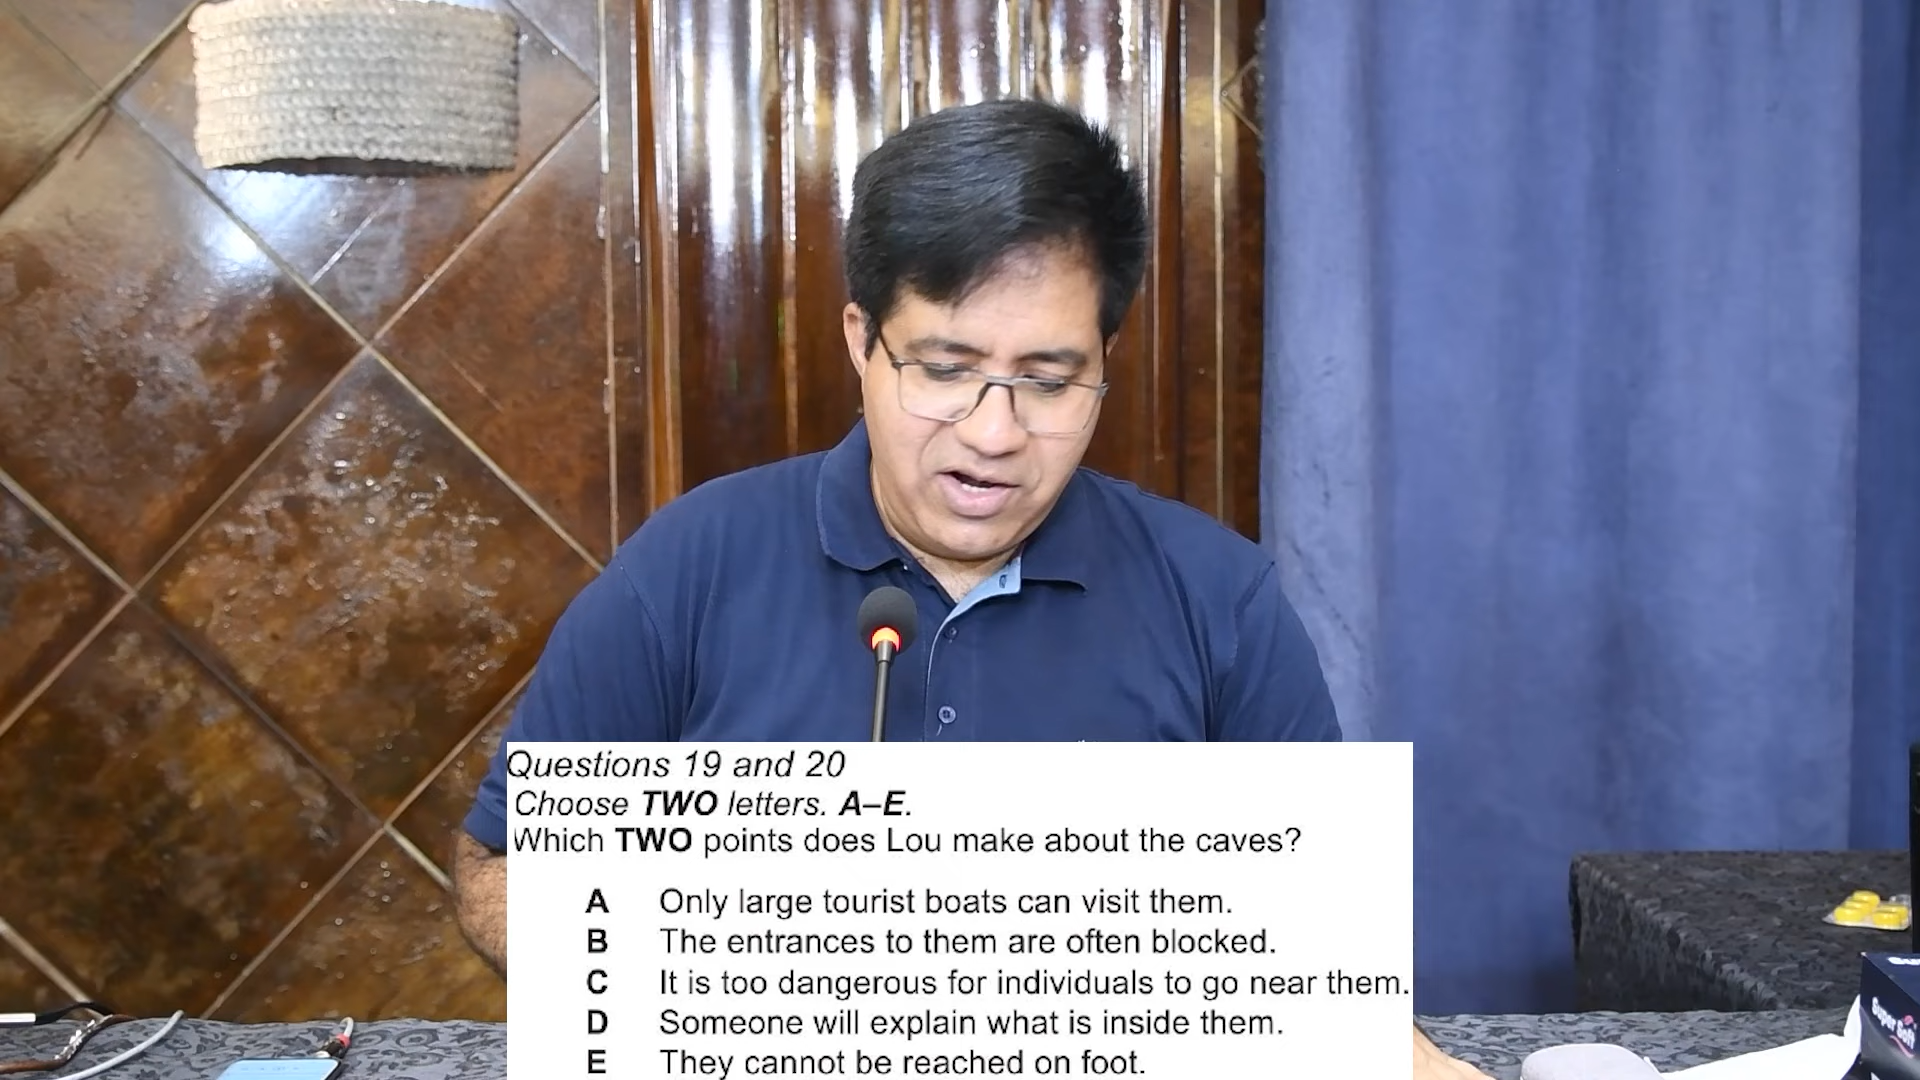 Questions 19 and 20
Choose TWO letters. A–E.
Which TWO points does Lou make about the caves?
A Only large tourist boats can visit them.
B The entrances to them are often blocked.
C It is too dangerous for individuals to go near them.
D Someone will explain what is inside them.
E They cannot be reached on foot.
Super Soft